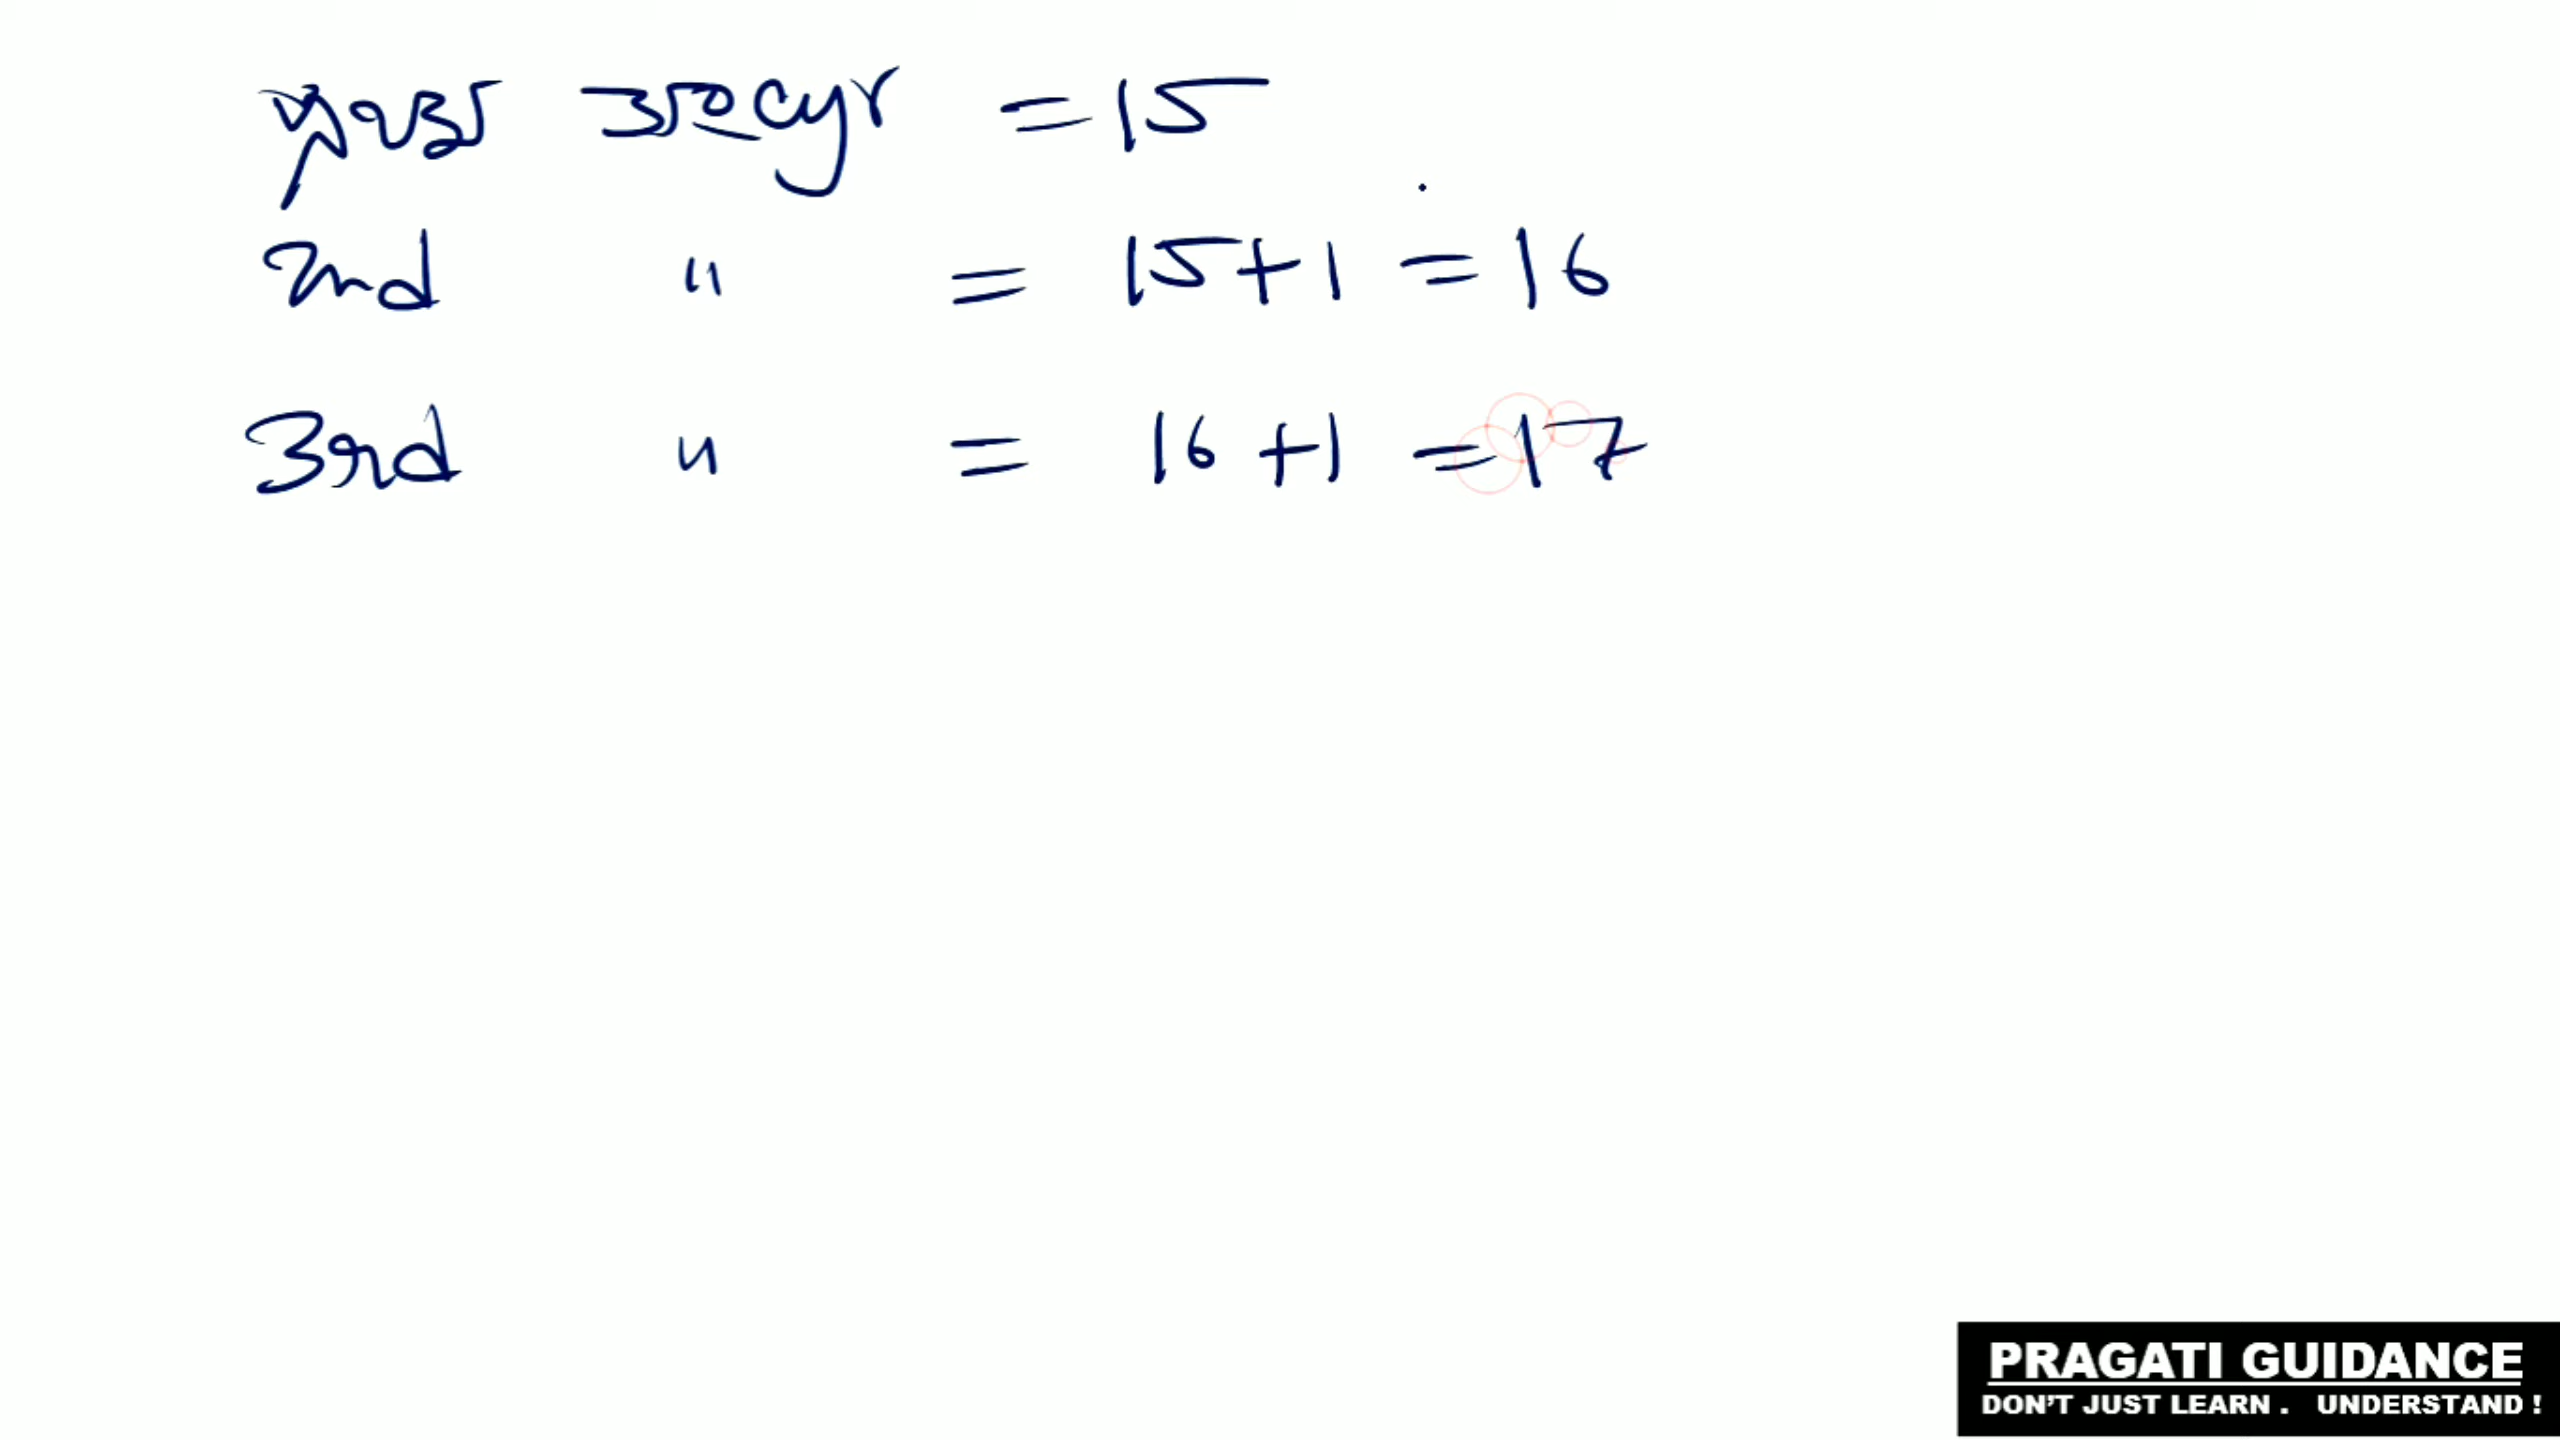 = 15
2nd " = 15+1 = 16
3rd " = 16 +1 = 17
PRAGATI GUIDANCE
DON'T JUST LEARN . UNDERSTAND !